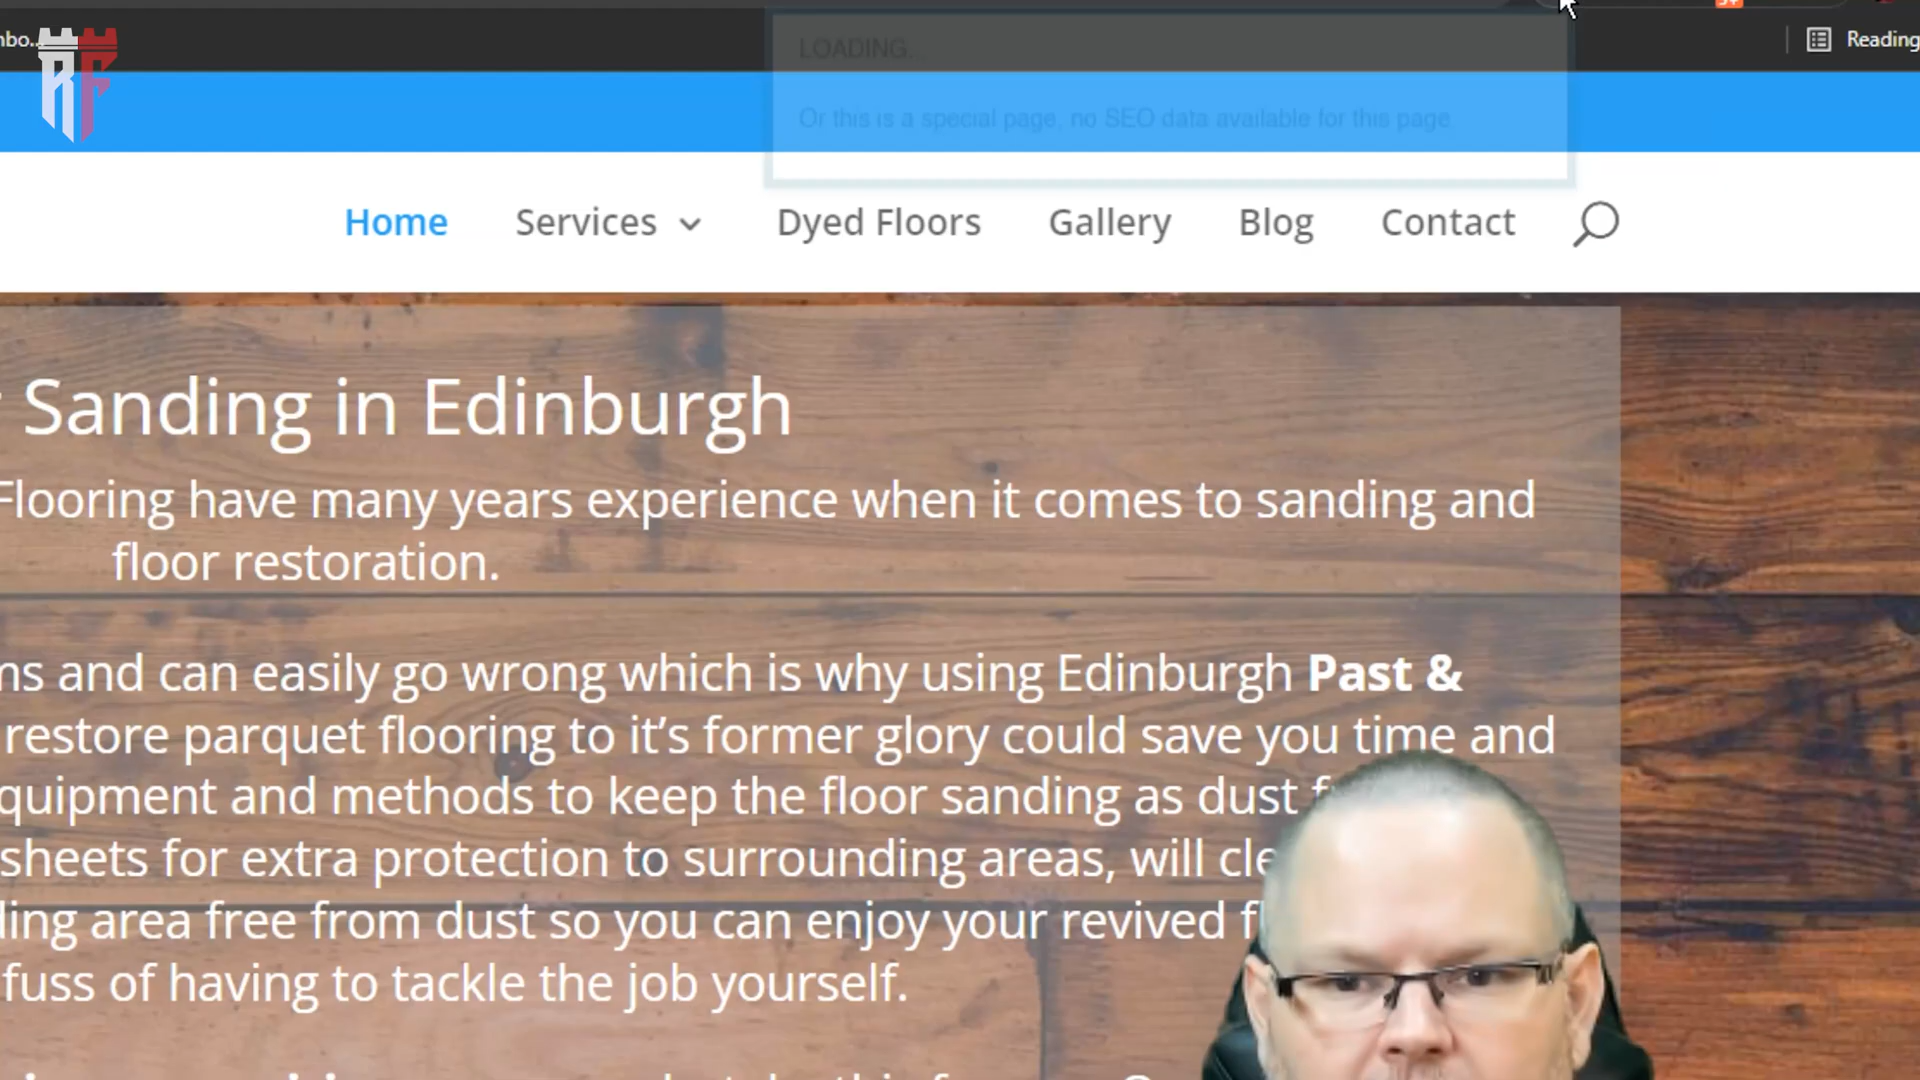 Reading
LOADING...
Or this is a special page, no SEO data available for this page
Home Services Dyed Floors Gallery Blog Contact
Sanding in Edinburgh
Flooring have many years experience when it comes to sanding and
floor restoration.
and can easily go wrong which is why using Edinburgh Past &
restore parquet flooring to it's former glory could save you time and
and methods to keep the floor sanding as dust
sheets for extra protection to surrounding areas, will
area free from dust so you can enjoy your revived
fuss of having to tackle the job yourself.